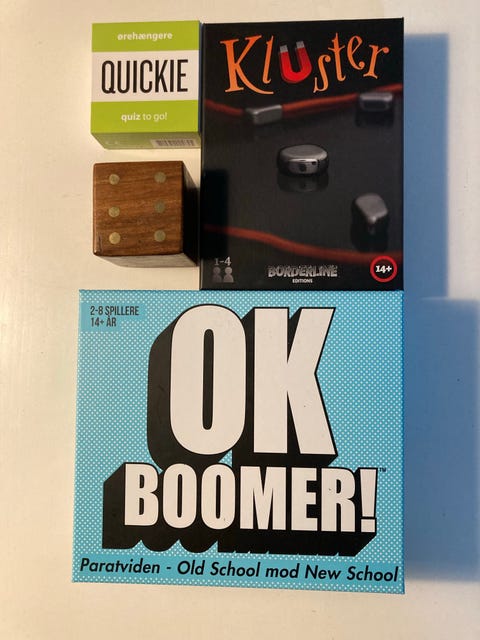 ørehængere
QUICKIE
quiz to go!
Kluster
1-4
BORDERLINE
EDITIONS
14+
2-8 SPILLERE
14+ ÅR
OK
BOOMER!™
Paratviden - Old School mod New School